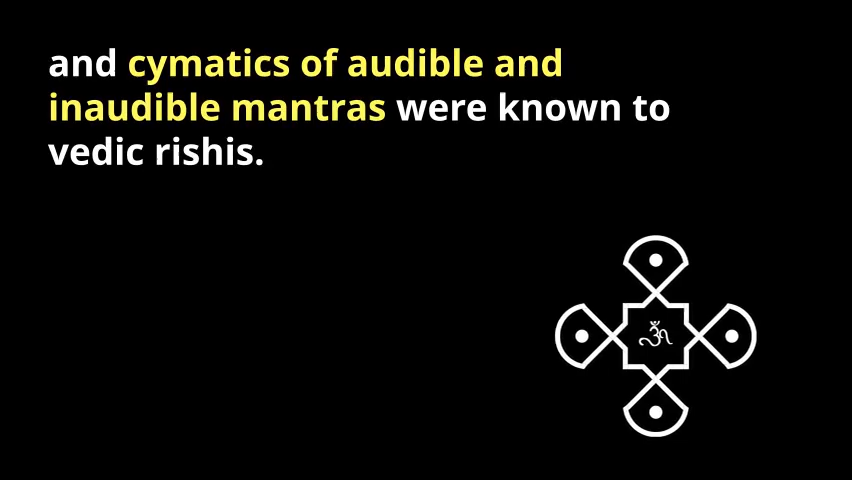 and cymatics of audible and
inaudible mantras were known to
vedic rishis.
ॐ